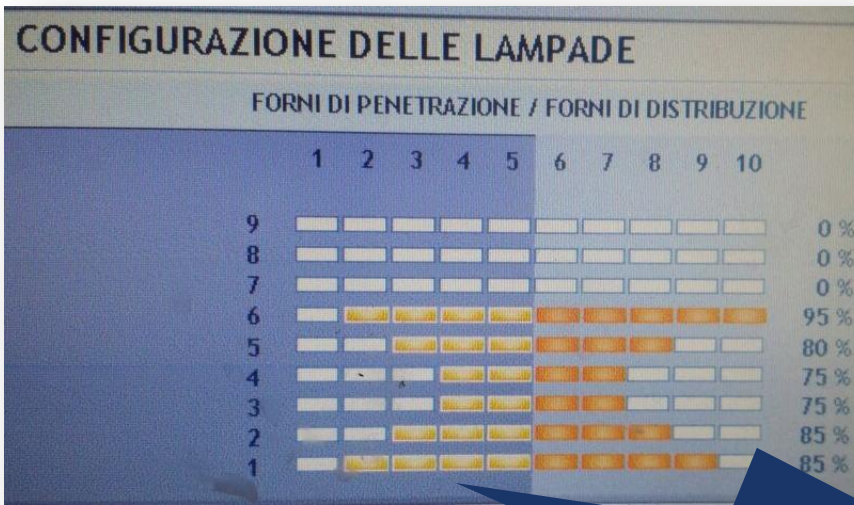 CONFIGURAZIONE DELLE LAMPADE
FORNI DI PENETRAZIONE / FORNI DI DISTRIBUZIONE
1 2 3 4 5 6 7 8 9 10
9 0 %
8 0 %
7 0 %
6 95 %
5 80 %
4 75 %
3 75 %
2 85 %
1 85 %